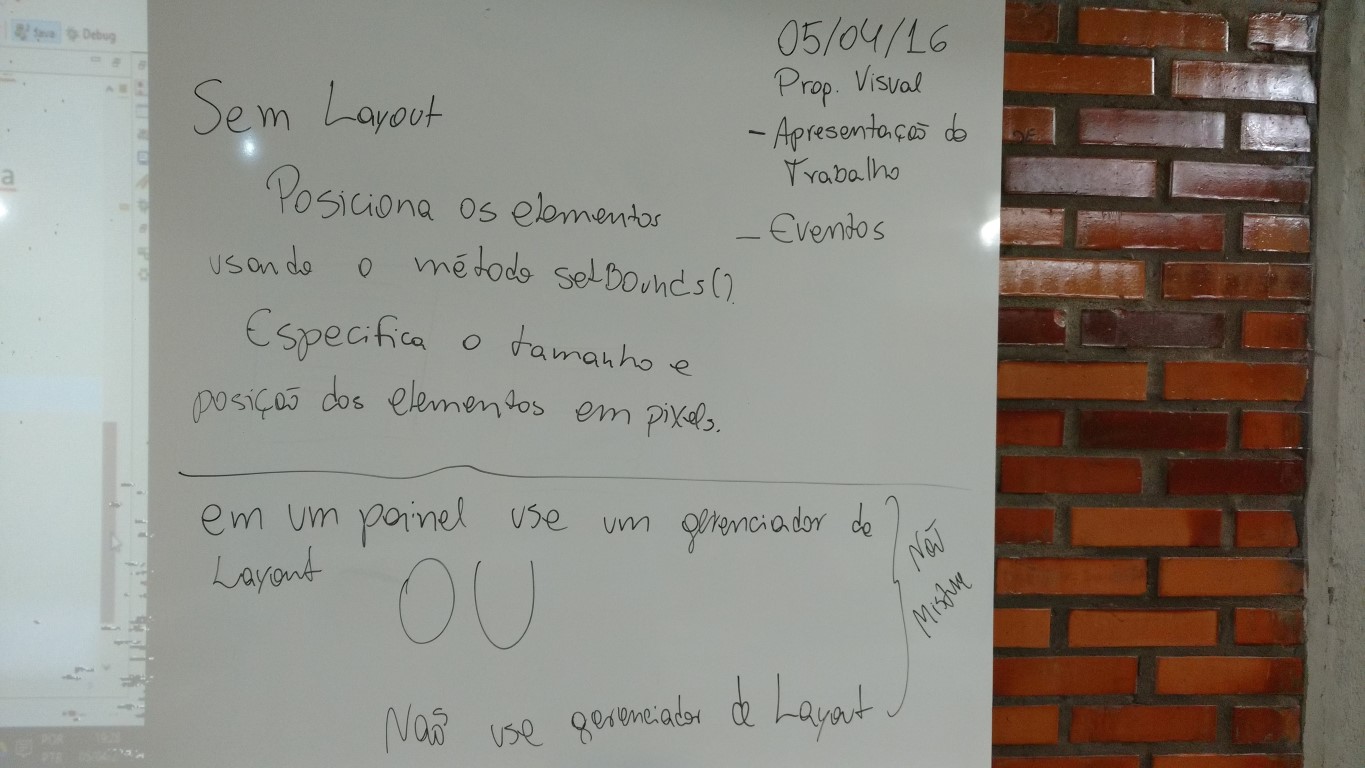 Java Debug
a
05/04/16
Prop. Visual
- Apresentação do
Trabalho
- Eventos
Sem Layout
Posiciona os elementos
usando o método setBounds().
Especifica o tamanho e
posição dos elementos em pixels.
em um painel use um gerenciador de
Layout
OU
Não use gerenciador de Layout
Não
Misture
POR